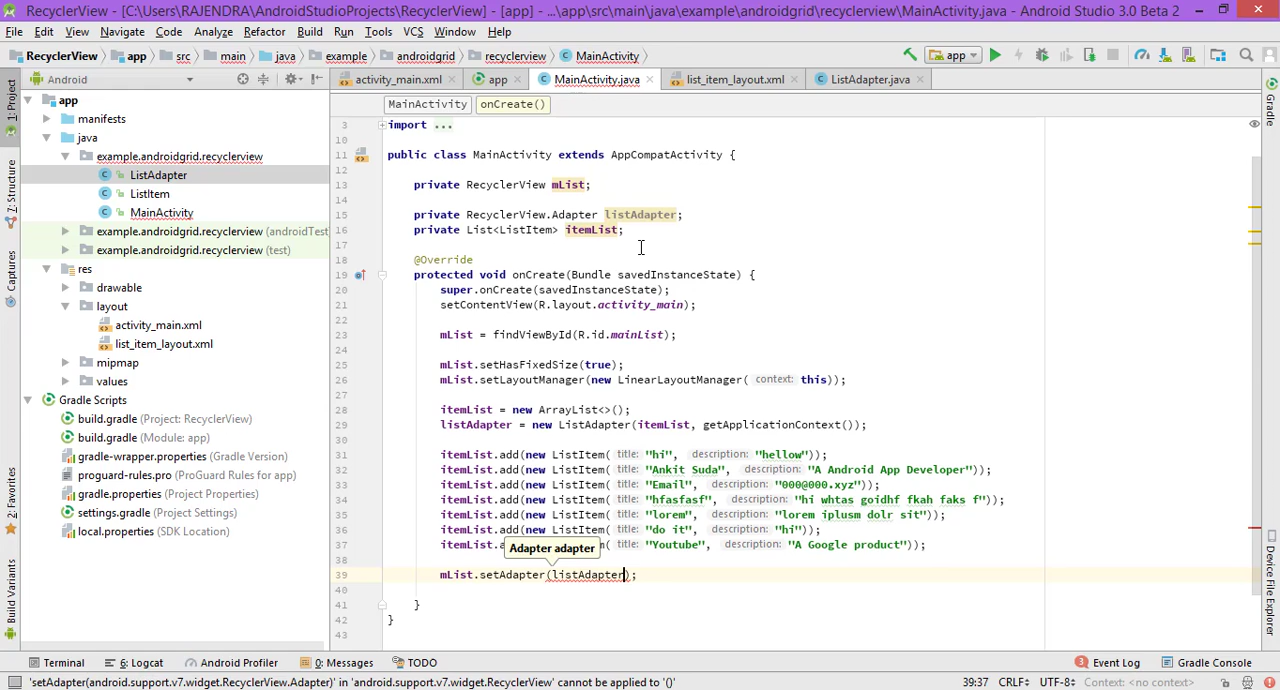 RecyclerView - [C:\Users\RAJENDRA\AndroidStudioProjects\RecyclerView] - [app] - ...\app\src\main\java\example\androidgrid\recyclerview\MainActivity.java - Android Studio 3.0 Beta 2
File Edit View Navigate Code Analyze Refactor Build Run Tools VCS Window Help
RecyclerView app src main java example androidgrid recyclerview MainActivity app
Android activity_main.xml app MainActivity.java list_item_layout.xml ListAdapter.java
MainActivity onCreate()
1: Project
7: Structure
Captures
2: Favorites
Build Variants
app
manifests
java
example.androidgrid.recyclerview
ListAdapter
ListItem
MainActivity
example.androidgrid.recyclerview (androidTest
example.androidgrid.recyclerview (test)
res
drawable
layout
activity_main.xml
list_item_layout.xml
mipmap
values
Gradle Scripts
build.gradle (Project: RecyclerView)
build.gradle (Module: app)
gradle-wrapper.properties (Gradle Version)
proguard-rules.pro (ProGuard Rules for app)
gradle.properties (Project Properties)
settings.gradle (Project Settings)
local.properties (SDK Location)
3 import ...
10
11 public class MainActivity extends AppCompatActivity {
12
13 private RecyclerView mList;
14
15 private RecyclerView.Adapter listAdapter;
16 private List<ListItem> itemList;
17
18 @Override
19 protected void onCreate(Bundle savedInstanceState) {
20 super.onCreate(savedInstanceState);
21 setContentView(R.layout.activity_main);
22
23 mList = findViewById(R.id.mainList);
24
25 mList.setHasFixedSize(true);
26 mList.setLayoutManager(new LinearLayoutManager( context: this));
27
28 itemList = new ArrayList<>();
29 listAdapter = new ListAdapter(itemList, getApplicationContext());
30
31 itemList.add(new ListItem( title: "hi", description: "hellow"));
32 itemList.add(new ListItem( title: "Ankit Suda", description: "A Android App Developer"));
33 itemList.add(new ListItem( title: "Email", description: "000@000.xyz"));
34 itemList.add(new ListItem( title: "hfasfasf", description: "hi whtas goidhf fkah faks f"));
35 itemList.add(new ListItem( title: "lorem", description: "lorem iplusm dolr sit"));
36 itemList.add(new ListItem( title: "do it", description: "hi"));
37 itemList.a m( title: "Youtube", description: "A Google product"));
Adapter adapter
38
39 mList.setAdapter(listAdapter);
40
41 }
42 }
43
Gradle
Device File Explorer
Terminal 6: Logcat Android Profiler 0: Messages TODO 3 Event Log Gradle Console
'setAdapter(android.support.v7.widget.RecyclerView.Adapter)' in 'android.support.v7.widget.RecyclerView' cannot be applied to '()' 39:37 CRLF÷ UTF-8÷ Context: <no context>